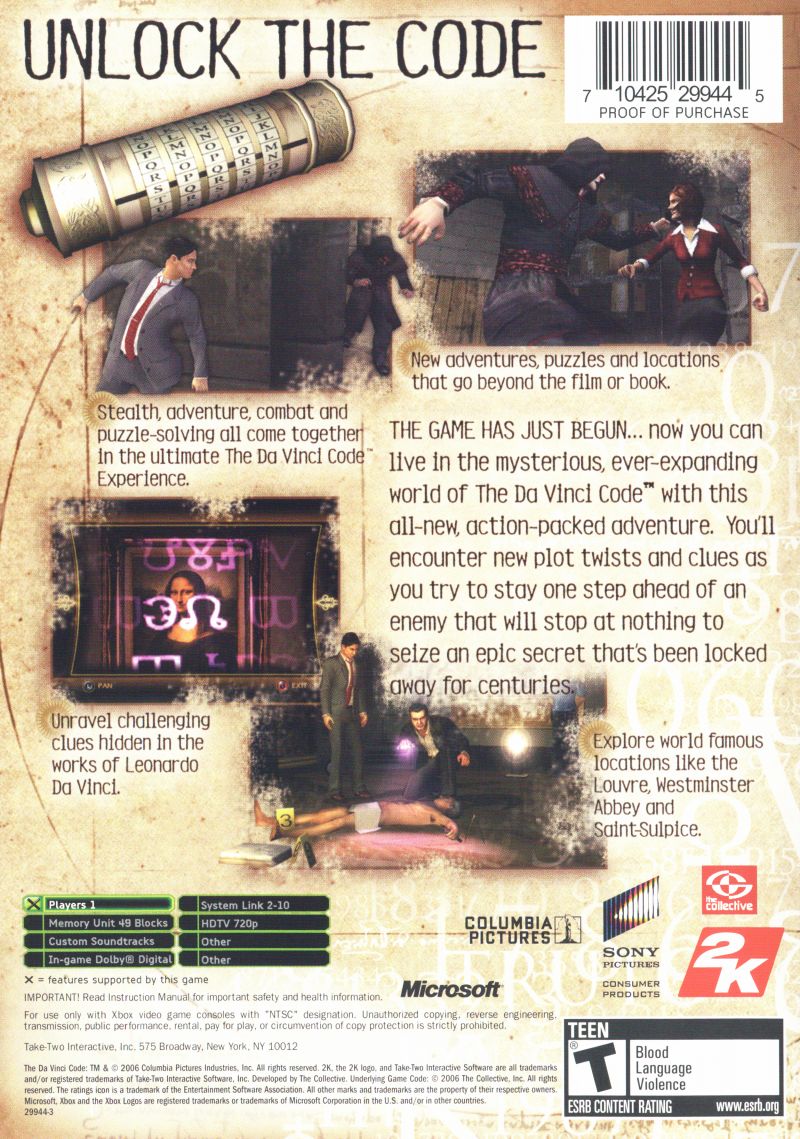 UNLOCK THE CODE
7 10425 29944 5
PROOF OF PURCHASE
New adventures, puzzles and locations
that go beyond the film or book.
Stealth, adventure, combat and
puzzle-solving all come together
in the ultimate The Da Vinci Code™
Experience.
THE GAME HAS JUST BEGUN... now you can
live in the mysterious, ever-expanding
world of The Da Vinci Code™ with this
all-new, action-packed adventure. You'll
encounter new plot twists and clues as
you try to stay one step ahead of an
enemy that will stop at nothing to
seize an epic secret that's been locked
away for centuries.
PAN
EXIT
Unravel challenging
clues hidden in the
works of Leonardo
Da Vinci.
3
Explore world famous
locations like the
Louvre, Westminster
Abbey and
Saint-Sulpice.
X Players 1
System Link 2-10
Memory Unit 49 Blocks
HDTV 720p
Custom Soundtracks
Other
In-game Dolby® Digital
Other
X = features supported by this game
COLUMBIA
PICTURES
SONY
PICTURES
CONSUMER
PRODUCTS
the
collective
2K
Microsoft®
IMPORTANT! Read Instruction Manual for important safety and health information.
For use only with Xbox video game consoles with "NTSC" designation. Unauthorized copying, reverse engineering,
transmission, public performance, rental, pay for play, or circumvention of copy protection is strictly prohibited.
Take-Two Interactive, Inc. 575 Broadway, New York, NY 10012
The Da Vinci Code: TM & © 2006 Columbia Pictures Industries, Inc. All rights reserved. 2K, the 2K logo, and Take-Two Interactive Software are all trademarks
and/or registered trademarks of Take-Two Interactive Software, Inc. Developed by The Collective. Underlying Game Code: © 2006 The Collective, Inc. All rights
reserved. The ratings icon is a trademark of the Entertainment Software Association. All other marks and trademarks are the property of their respective owners.
Microsoft, Xbox and the Xbox Logos are registered trademarks or trademarks of Microsoft Corporation in the U.S. and/or in other countries.
29944-3
TEEN
T®
Blood
Language
Violence
ESRB CONTENT RATING www.esrb.org